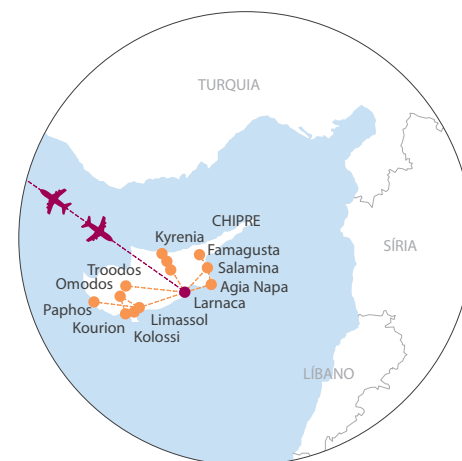 TURQUIA
CHIPRE
Kyrenia
Famagusta
SÍRIA
Troodos
Salamina
Omodos
Agia Napa
Paphos
Larnaca
Limassol
Kourion
Kolossi
LÍBANO